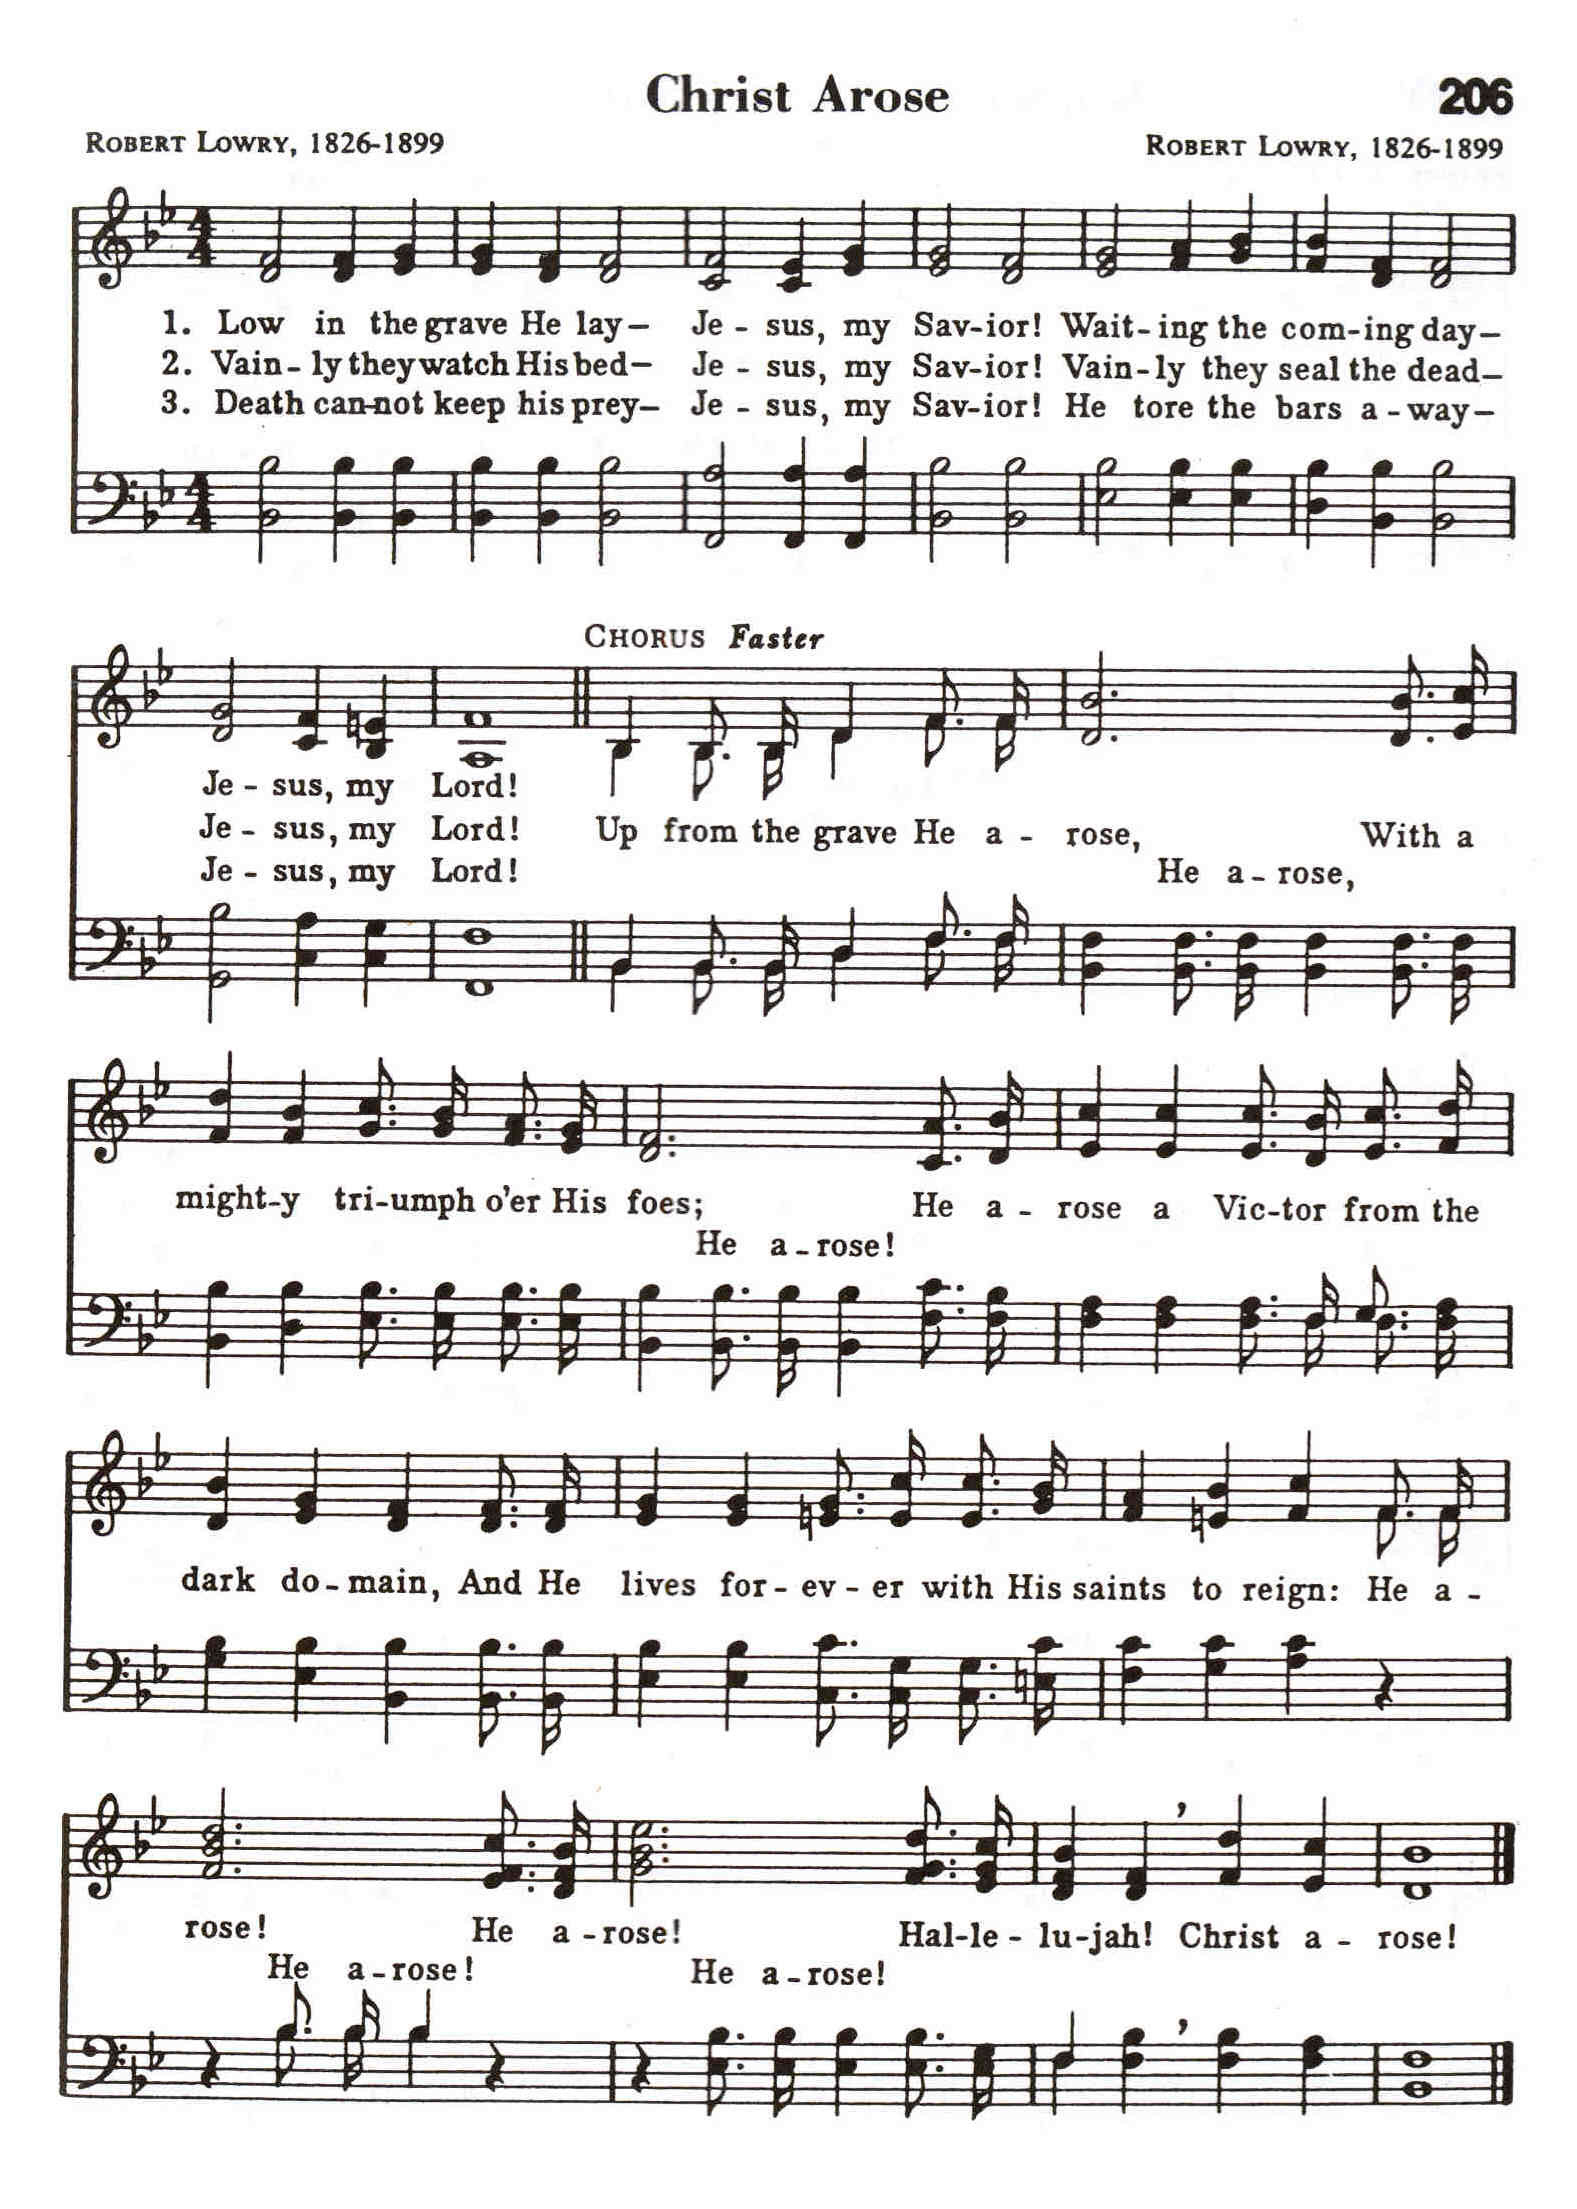 Christ Arose 206
ROBERT LOWRY, 1826-1899 ROBERT LOWRY, 1826-1899
4/4
1. Low in the grave He lay— Je - sus, my Sav-ior! Wait-ing the com-ing day—
2. Vain-ly they watch His bed— Je - sus, my Sav-ior! Vain-ly they seal the dead—
3. Death can-not keep his prey— Je - sus, my Sav-ior! He tore the bars a-way—
4/4
CHORUS Faster
Je - sus, my Lord!
Je - sus, my Lord! Up from the grave He a - rose, With a
Je - sus, my Lord! He a-rose,
might-y tri-umph o'er His foes; He a - rose a Vic-tor from the
He a-rose!
dark do-main, And He lives for-ev-er with His saints to reign: He a -
rose! He a-rose! Hal-le-lu-jah! Christ a - rose!
He a-rose! He a-rose!